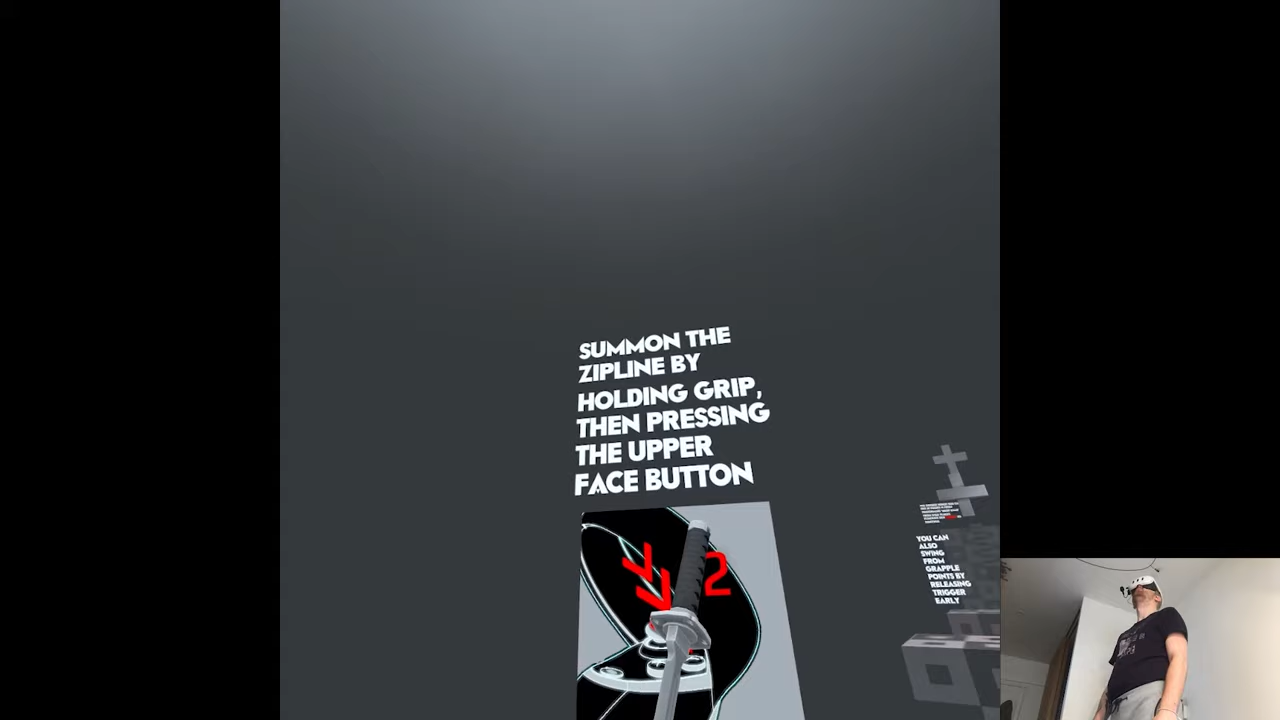 SUMMON THE
ZIPLINE BY
HOLDING GRIP,
THEN PRESSING
THE UPPER
FACE BUTTON
2
YOU CAN
ALSO
SWING
FROM
GRAPPLE
POINTS BY
RELEASING
TRIGGER
EARLY